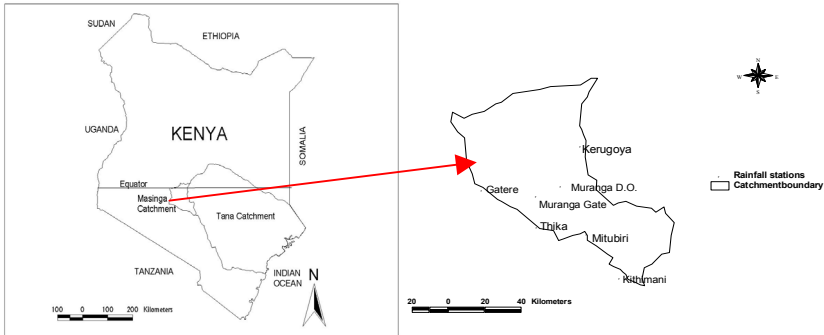 SUDAN
ETHIOPIA
UGANDA
KENYA
SOMALIA
Equator
Masinga
Catchment
Tana Catchment
TANZANIA
INDIAN
OCEAN
N
100 0 100 200 Kilometers
N
W E
S
Kerugoya
Gatere
Muranga D.O.
Muranga Gate
Thika
Mitubiri
Kithimani
Rainfall stations
Catchmentboundary
20 0 20 40 Kilometers